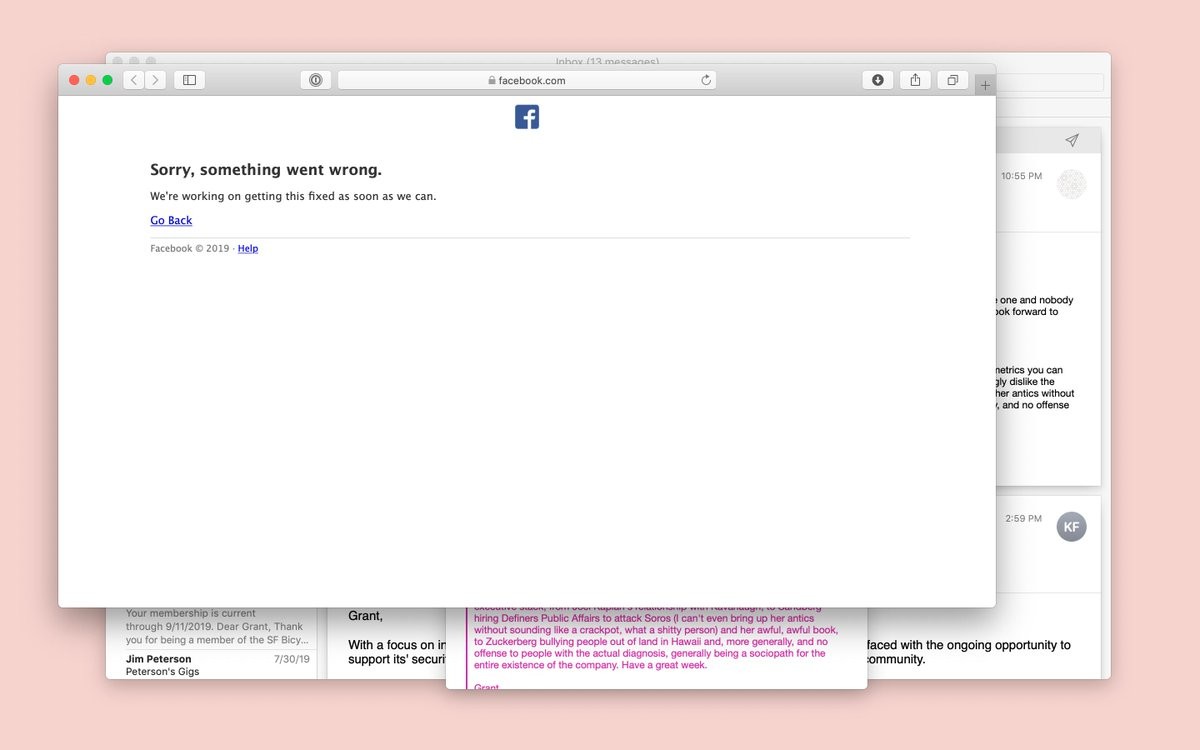 Inbox (13 messages)
facebook.com
Sorry, something went wrong.
We're working on getting this fixed as soon as we can.
Go Back
Facebook © 2019 · Help
10:55 PM
one and nobody
ook forward to
netrics you can
gly dislike the
her antics without
, and no offense
2:59 PM
KF
Your membership is current
through 9/11/2019. Dear Grant, Thank
you for being a member of the SF Bicy...
Jim Peterson 7/30/19
Peterson's Gigs
Grant,
With a focus on in
support its' securi
executive stack, from Joel Kaplan's relationship with Kavanaugh, to Sandberg
hiring Definers Public Affairs to attack Soros (I can't even bring up her antics
without sounding like a crackpot, what a shitty person) and her awful, awful book,
to Zuckerberg bullying people out of land in Hawaii and, more generally, and no
offense to people with the actual diagnosis, generally being a sociopath for the
entire existence of the company. Have a great week.
Grant
faced with the ongoing opportunity to
community.